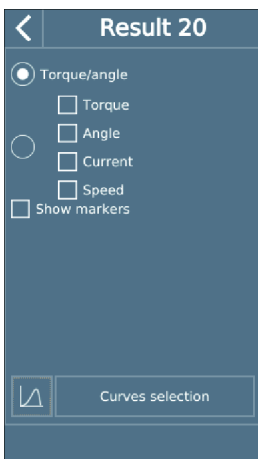 Result 20
Torque/angle
Torque
Angle
Current
Speed
Show markers
Curves selection